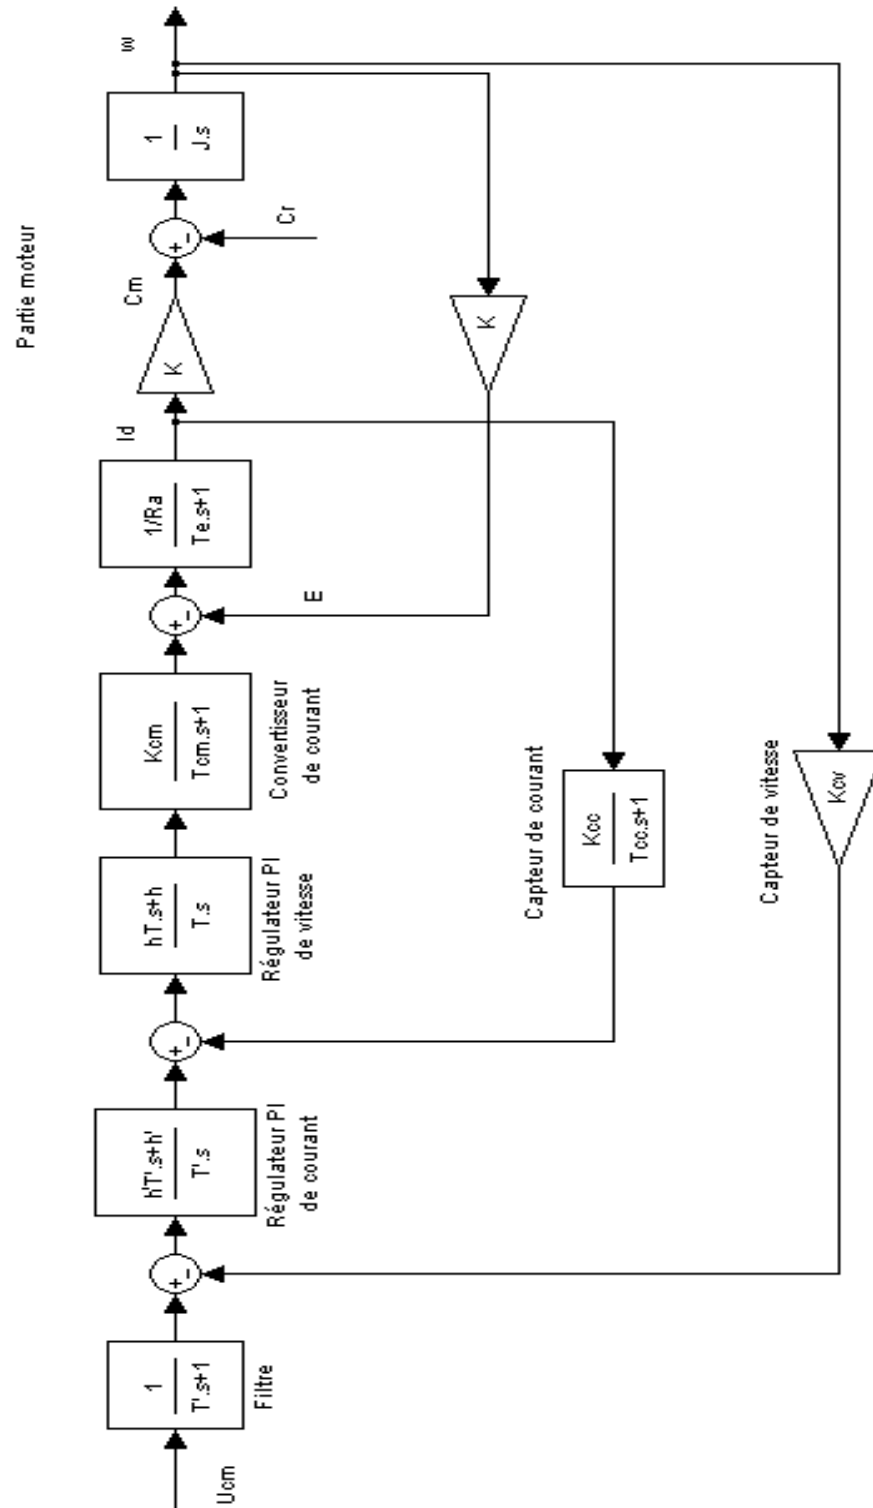 Partie moteur
Ucm
1
T'.s+1
Filtre
+
-
h'T'.s+h'
T'.s
Régulateur PI
de courant
+
-
hT.s+h
T.s
Régulateur PI
de vitesse
Kcm
Tcm.s+1
Convertisseur
de courant
+
-
E
1/Ra
Te.s+1
Id
K
Cm
+
-
Cr
1
J.s
w
K
Capteur de courant
Kcc
Tcc.s+1
Capteur de vitesse
Kcv